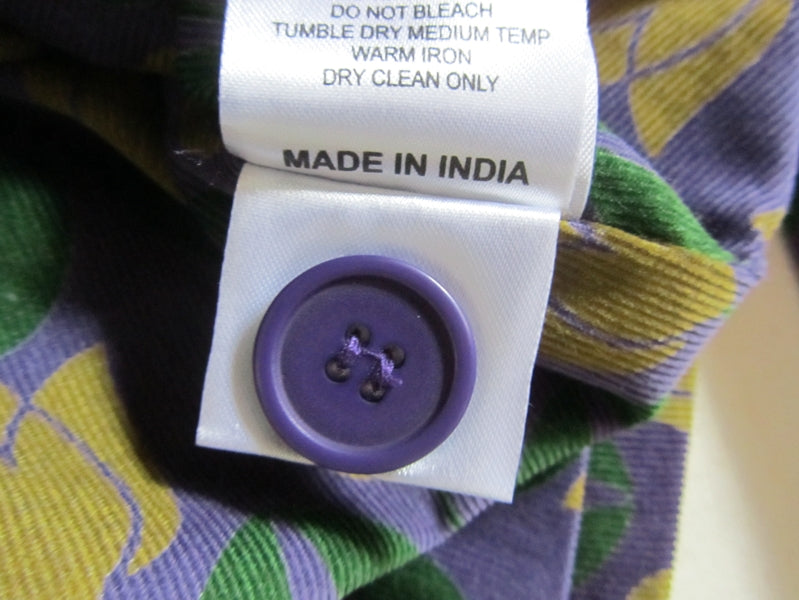 DO NOT BLEACH
TUMBLE DRY MEDIUM TEMP
WARM IRON
DRY CLEAN ONLY
MADE IN INDIA